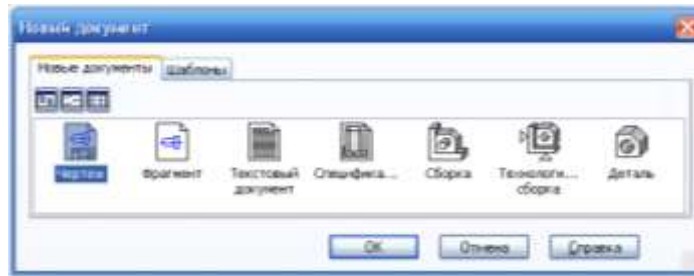 Новый документ
Новые документы Шаблоны
Чертеж Фрагмент Текстовый документ Специфика... Сборка Технологи... сборка Деталь
ОК Отмена Справка